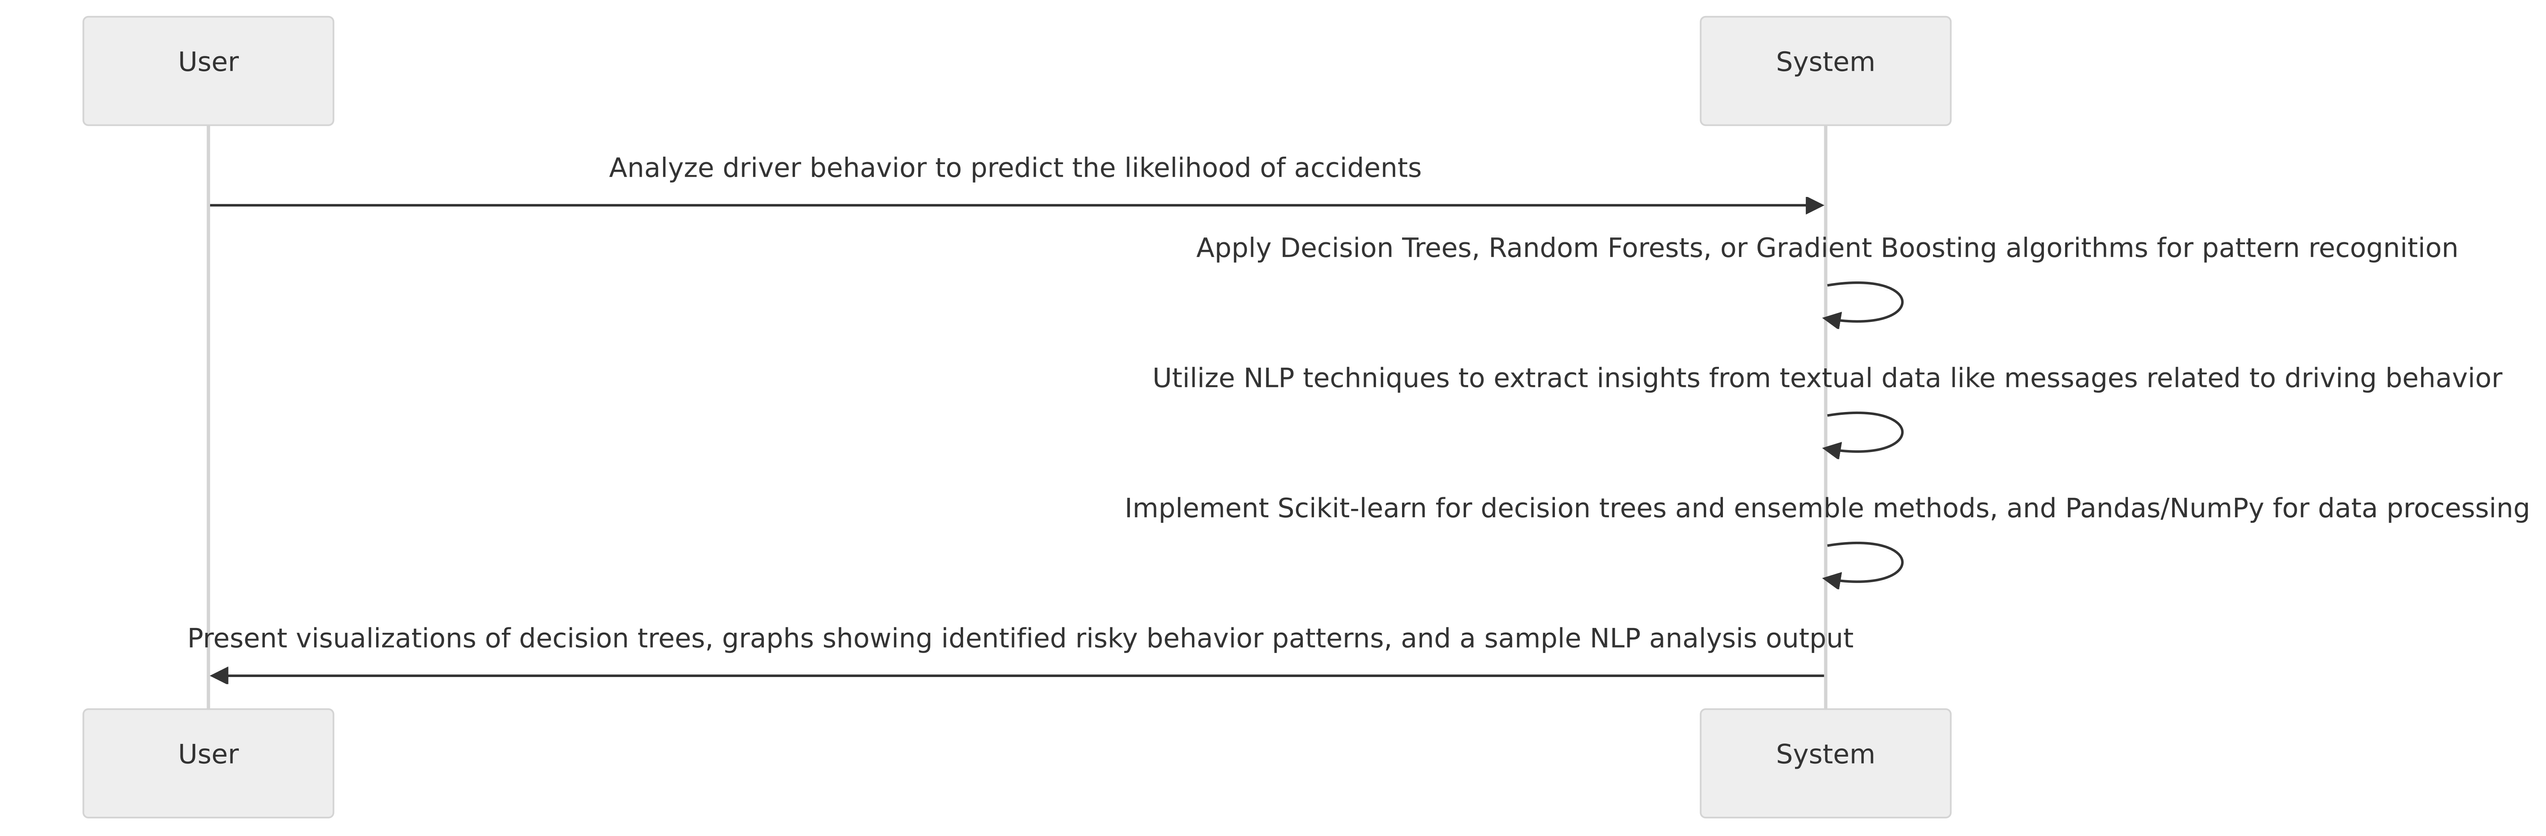 User
System
Analyze driver behavior to predict the likelihood of accidents
Apply Decision Trees, Random Forests, or Gradient Boosting algorithms for pattern recognition
Utilize NLP techniques to extract insights from textual data like messages related to driving behavior
Implement Scikit-learn for decision trees and ensemble methods, and Pandas/NumPy for data processing
Present visualizations of decision trees, graphs showing identified risky behavior patterns, and a sample NLP analysis output
User
System